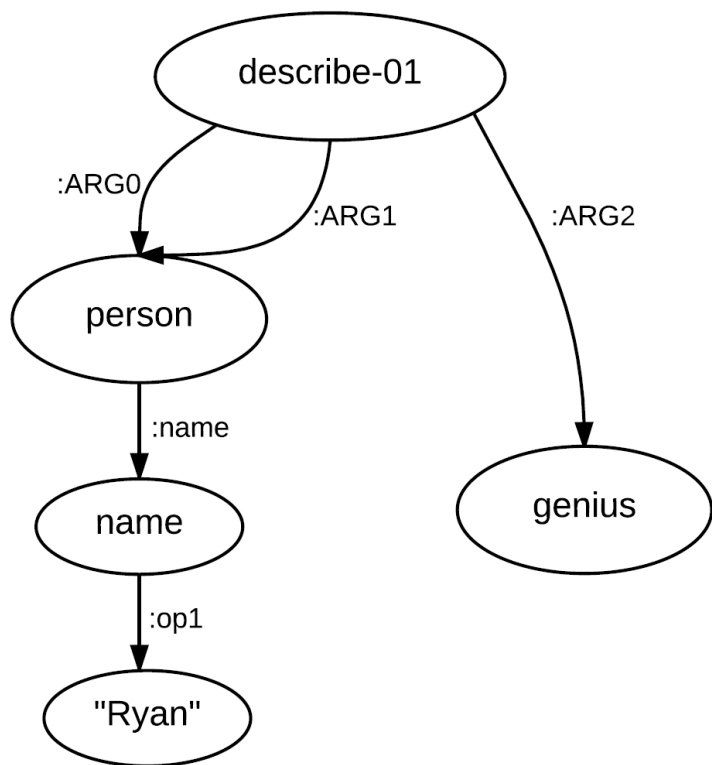 describe-01
:ARG0
:ARG1
:ARG2
person
:name
name
genius
:op1
"Ryan"